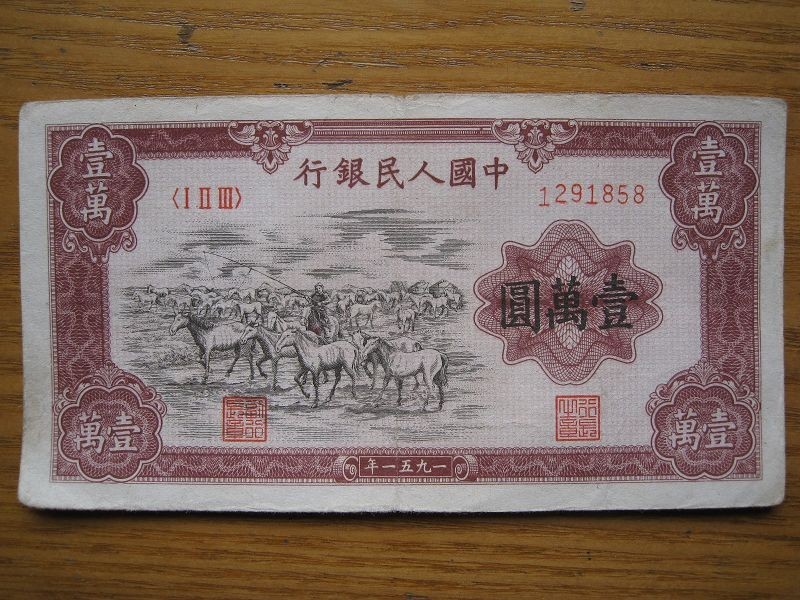 壹萬
中國人民銀行
壹萬
〈I II III〉
1291858
壹萬圓
壹萬
一九五一年
壹萬